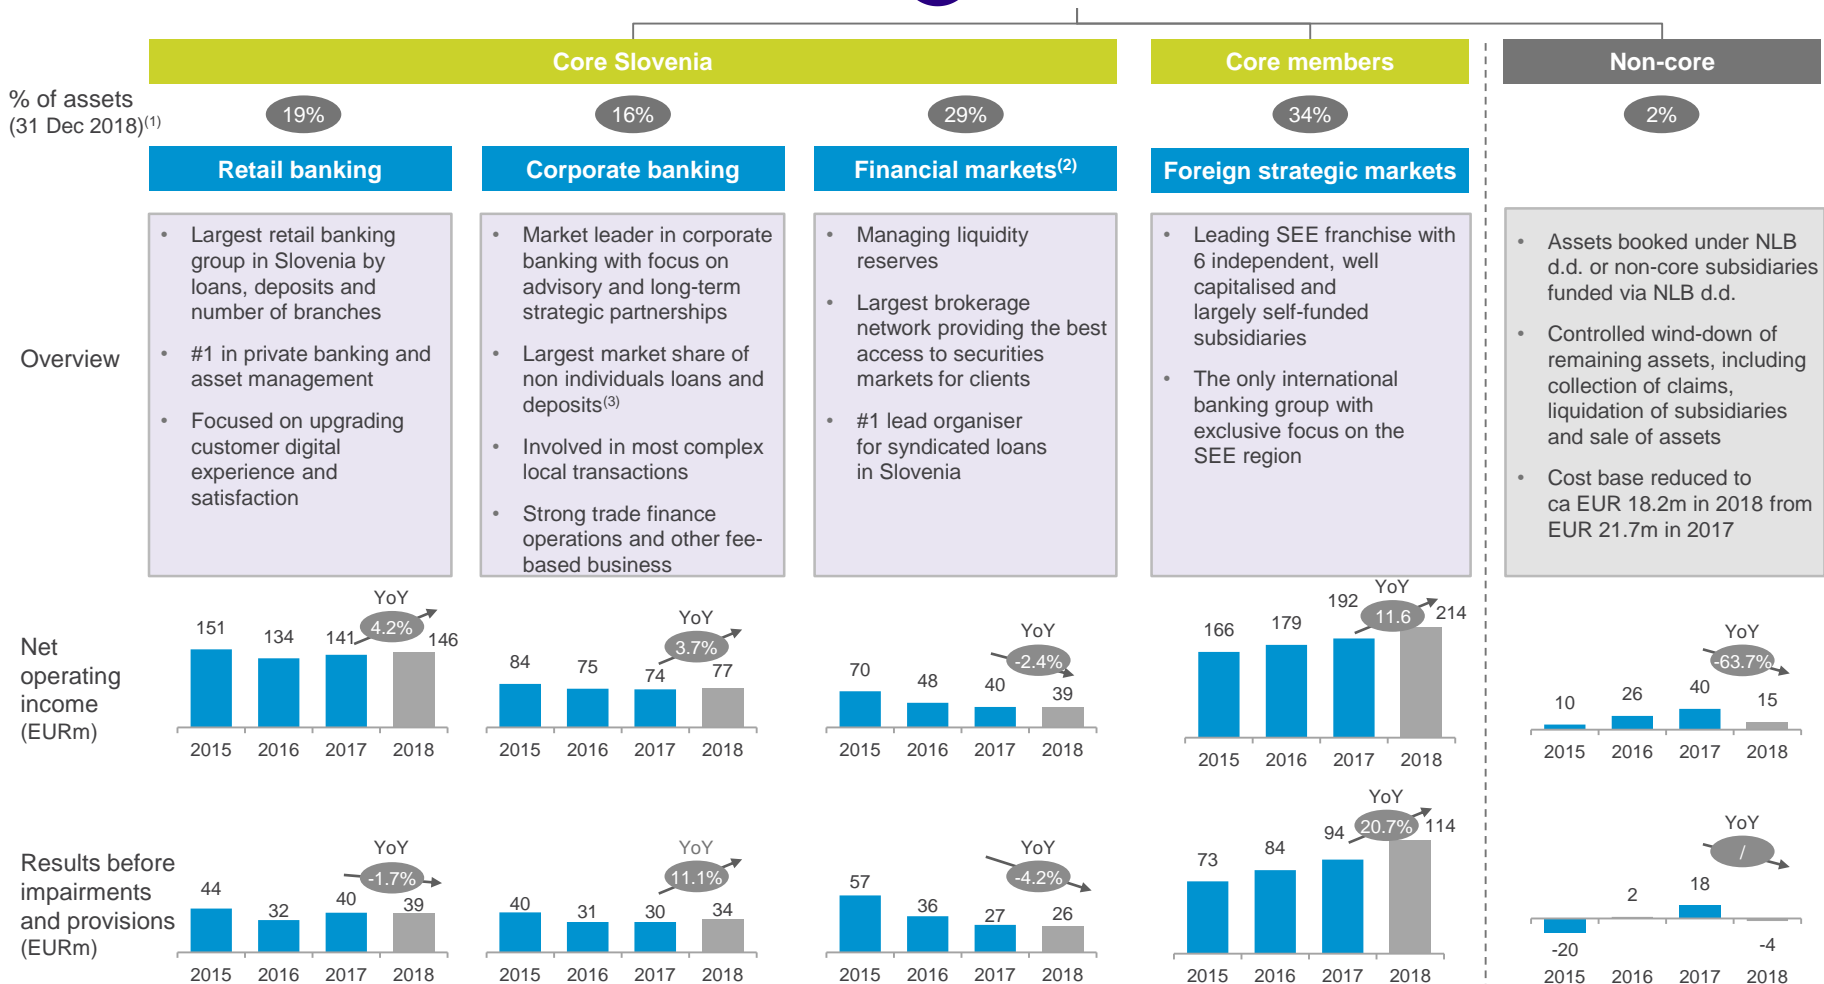 Core Slovenia
Core members
Non-core
% of assets
(31 Dec 2018)(1)
19%
16%
29%
34%
2%
Retail banking
Corporate banking
Financial markets(2)
Foreign strategic markets
Overview
• Largest retail banking
group in Slovenia by
loans, deposits and
number of branches
• #1 in private banking and
asset management
• Focused on upgrading
customer digital
experience and
satisfaction
• Market leader in corporate
banking with focus on
advisory and long-term
strategic partnerships
• Largest market share of
non individuals loans and
deposits(3)
• Involved in most complex
local transactions
• Strong trade finance
operations and other fee-
based business
• Managing liquidity
reserves
• Largest brokerage
network providing the best
access to securities
markets for clients
• #1 lead organiser
for syndicated loans
in Slovenia
• Leading SEE franchise with
6 independent, well
capitalised and
largely self-funded
subsidiaries
• The only international
banking group with
exclusive focus on the
SEE region
• Assets booked under NLB
d.d. or non-core subsidiaries
funded via NLB d.d.
• Controlled wind-down of
remaining assets, including
collection of claims,
liquidation of subsidiaries
and sale of assets
• Cost base reduced to
ca EUR 18.2m in 2018 from
EUR 21.7m in 2017
Net
operating
income
(EURm)
YoY
4.2%
151
134
141
146
2015 2016 2017 2018
YoY
3.7%
84
75
74
77
2015 2016 2017 2018
YoY
-2.4%
70
48
40
39
2015 2016 2017 2018
YoY
11.6
166
179
192
214
2015 2016 2017 2018
YoY
-63.7%
10
26
40
15
2015 2016 2017 2018
Results before
impairments
and provisions
(EURm)
YoY
-1.7%
44
32
40
39
2015 2016 2017 2018
YoY
11.1%
40
31
30
34
2015 2016 2017 2018
YoY
-4.2%
57
36
27
26
2015 2016 2017 2018
YoY
20.7%
73
84
94
114
2015 2016 2017 2018
YoY
/
-20
2
18
-4
2015 2016 2017 2018